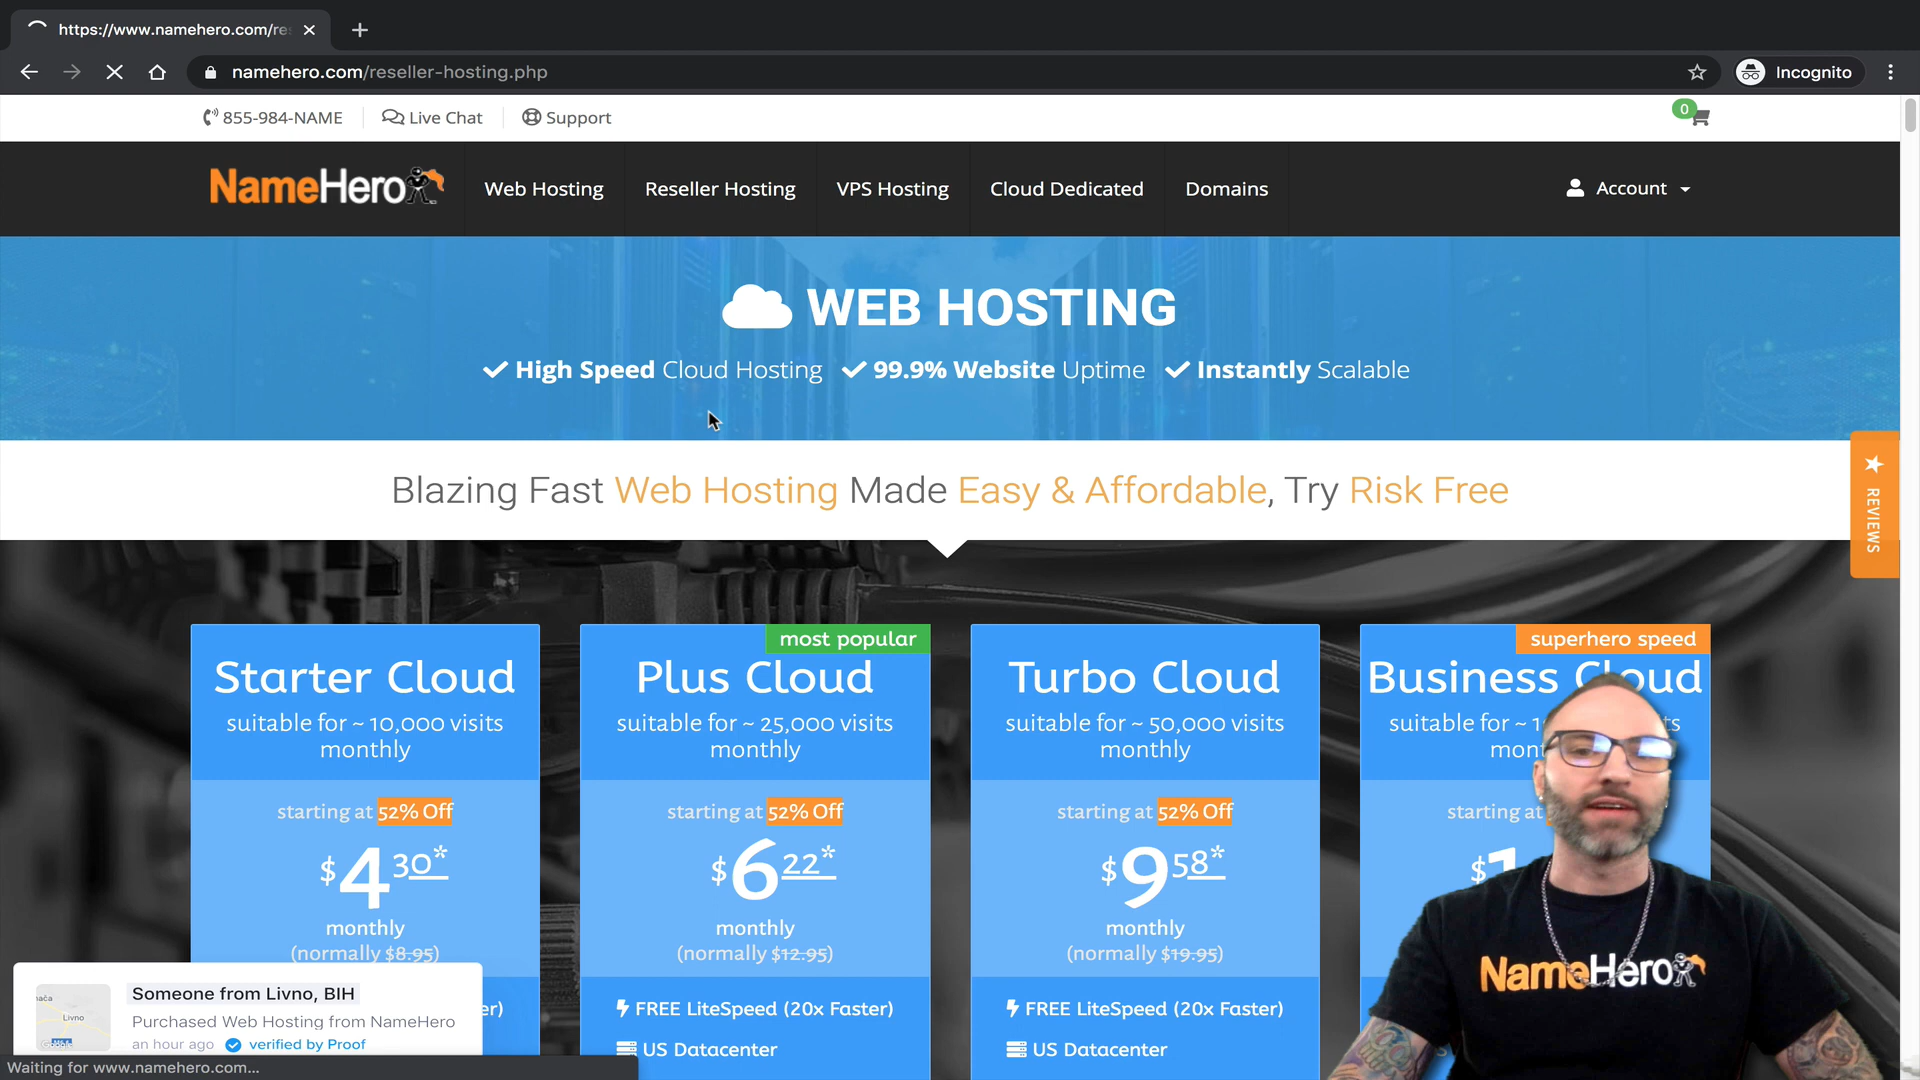 https://www.namehero.com/re
namehero.com/reseller-hosting.php
Incognito
855-984-NAME
Live Chat
Support
0
NameHero
Web Hosting
Reseller Hosting
VPS Hosting
Cloud Dedicated
Domains
Account
WEB HOSTING
High Speed Cloud Hosting
99.9% Website Uptime
Instantly Scalable
Blazing Fast Web Hosting Made Easy & Affordable, Try Risk Free
REVIEWS
Starter Cloud
suitable for ~ 10,000 visits
monthly
starting at 52% Off
$4.30*
monthly
(normally $8.95)
er)
most popular
Plus Cloud
suitable for ~ 25,000 visits
monthly
starting at 52% Off
$6.22*
monthly
(normally $12.95)
FREE LiteSpeed (20x Faster)
US Datacenter
Turbo Cloud
suitable for ~ 50,000 visits
monthly
starting at 52% Off
$9.58*
monthly
(normally $19.95)
FREE LiteSpeed (20x Faster)
US Datacenter
superhero speed
Business Cloud
suitable for ~
starting at
$1
NameHero
Someone from Livno, BIH
Purchased Web Hosting from NameHero
an hour ago
verified by Proof
Livno
Google
Waiting for www.namehero.com...